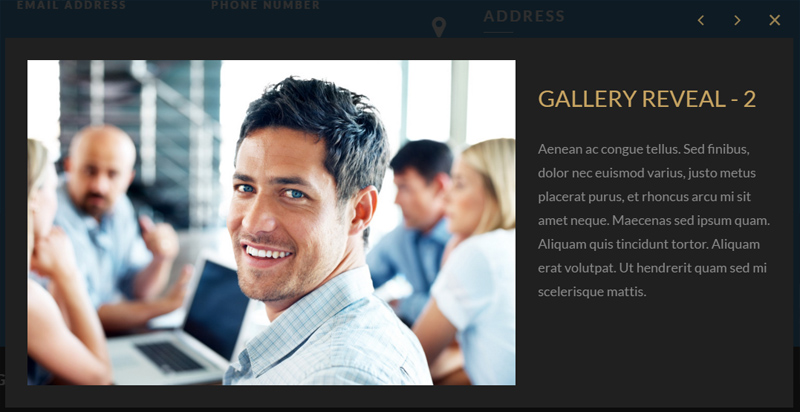 EMAIL ADDRESS
PHONE NUMBER
ADDRESS
GALLERY REVEAL - 2
Aenean ac congue tellus. Sed finibus,
dolor nec euismod varius, justo metus
placerat purus, et rhoncus arcu mi sit
amet neque. Maecenas sed ipsum quam.
Aliquam quis tincidunt tortor. Aliquam
erat volutpat. Ut hendrerit quam sed mi
scelerisque mattis.